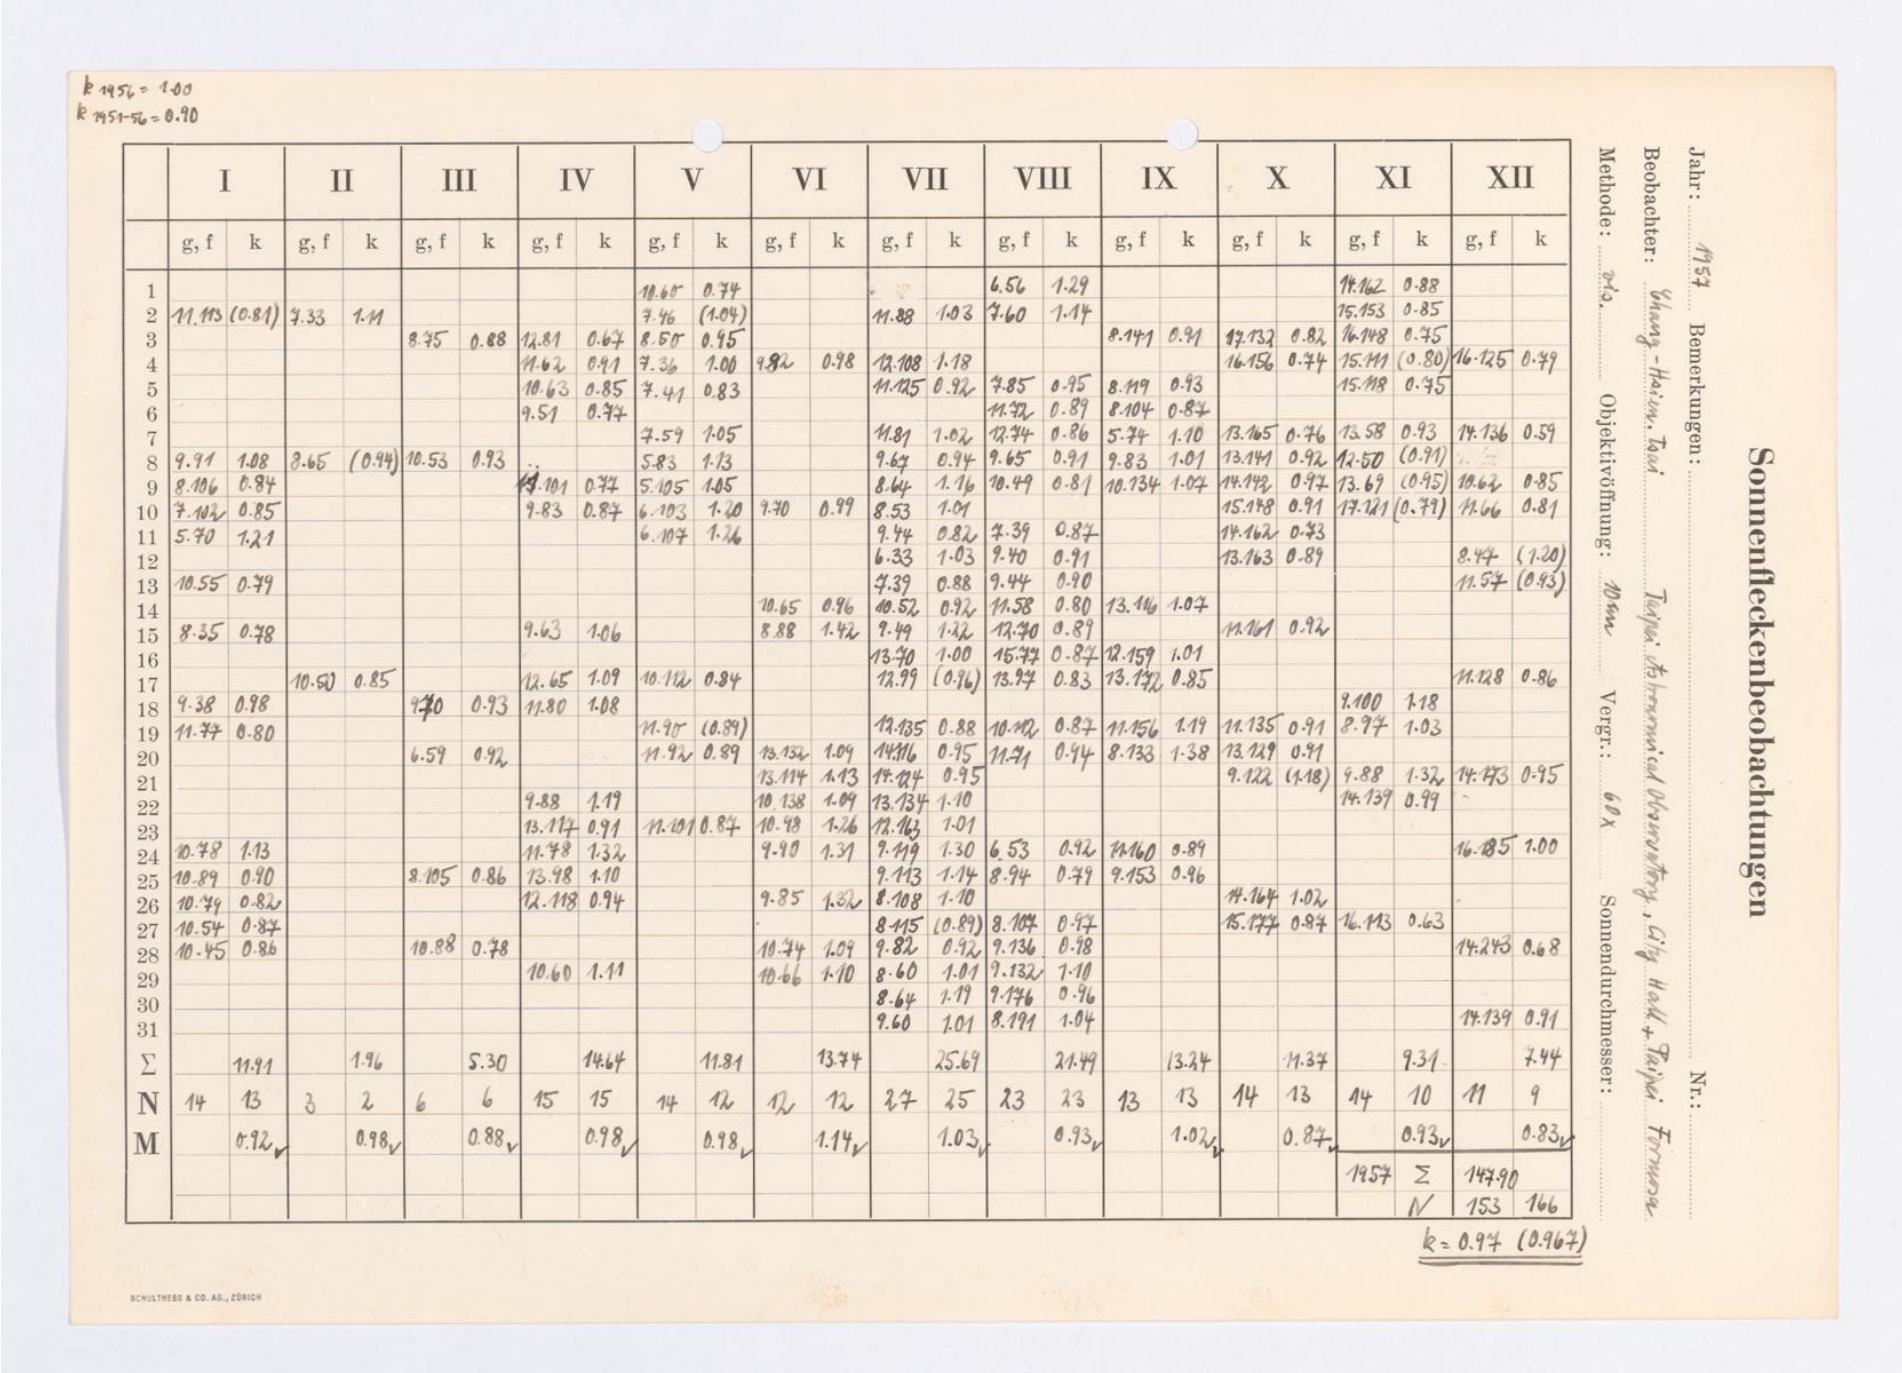 k 1956 = 1.00
k 1951-56 = 0.90
I II III IV V VI VII VIII IX X XI XII
g, f k g, f k g, f k g, f k g, f k g, f k g, f k g, f k g, f k g, f k g, f k g, f k
1 10.60 0.74 6.56 1.29 14.162 0.88
2 11.113 (0.81) 7.33 1.11 7.46 (1.04) 11.88 1.03 7.60 1.14 15.153 0.85
3 8.75 0.88 12.81 0.67 8.50 0.95 8.141 0.91 17.132 0.82 16.148 0.75
4 11.62 0.91 7.36 1.00 9.82 0.98 12.108 1.18 16.156 0.74 15.111 (0.80) 16.125 0.79
5 10.63 0.85 7.41 0.83 11.125 0.92 7.85 0.95 8.119 0.93 15.118 0.75
6 9.51 0.77 11.72 0.89 8.104 0.87
7 7.59 1.05 11.81 1.02 12.74 0.86 5.74 1.10 13.165 0.76 13.58 0.93 14.136 0.59
8 9.91 1.08 8.65 (0.94) 10.53 0.93 5.83 1.13 9.67 0.94 9.65 0.91 9.83 1.01 13.141 0.92 12.50 (0.91)
9 8.106 0.84 11.101 0.77 5.105 1.05 8.64 1.16 10.49 0.81 10.134 1.07 14.142 0.97 13.69 (0.95) 10.62 0.85
10 7.102 0.85 9.83 0.87 6.103 1.20 9.70 0.99 8.53 1.01 15.148 0.91 17.121 (0.79) 11.66 0.81
11 5.70 1.21 6.107 1.26 9.44 0.82 7.39 0.87 14.162 0.73
12 6.33 1.03 9.40 0.91 13.163 0.89 8.47 (1.20)
13 10.55 0.79 7.39 0.88 9.44 0.90 11.57 (0.93)
14 10.65 0.96 10.52 0.92 11.58 0.80 13.116 1.07
15 8.35 0.78 9.63 1.06 8.88 1.42 9.49 1.22 12.70 0.89 11.161 0.92
16 13.70 1.00 15.77 0.87 12.159 1.01
17 10.50 0.85 12.65 1.09 10.112 0.84 12.99 (0.96) 13.97 0.83 13.172 0.85 11.128 0.86
18 9.38 0.98 9.70 0.93 11.80 1.08 9.100 1.18
19 11.77 0.80 11.90 (0.89) 12.135 0.88 10.112 0.87 11.156 1.19 11.135 0.91 8.97 1.03
20 6.59 0.92 11.92 0.89 13.132 1.09 14.116 0.95 11.71 0.94 8.133 1.38 13.129 0.91
21 13.114 1.13 14.124 0.95 9.122 (1.18) 9.88 1.32 14.173 0.95
22 9.88 1.19 10.138 1.09 13.134 1.10 14.139 0.99
23 13.117 0.91 11.101 0.87 10.98 1.26 12.163 1.01
24 10.78 1.13 11.78 1.32 9.90 1.31 9.119 1.30 6.53 0.92 11.160 0.89 16.185 1.00
25 10.89 0.90 8.105 0.86 13.98 1.10 9.113 1.14 8.94 0.79 9.153 0.96
26 10.79 0.82 12.118 0.94 9.85 1.32 8.108 1.10 14.164 1.02
27 10.54 0.87 8.115 (0.89) 8.107 0.97 15.177 0.87 16.113 0.63
28 10.45 0.86 10.88 0.78 10.74 1.09 9.82 0.92 9.136 0.98 14.243 0.68
29 10.60 1.11 10.66 1.10 8.60 1.01 9.132 1.10
30 8.64 1.19 9.176 0.96
31 9.60 1.01 8.191 1.04 14.139 0.91
Σ 11.91 1.96 5.30 14.64 11.81 13.74 25.69 21.49 13.24 11.37 9.31 7.44
N 14 13 3 2 6 6 15 15 14 12 12 12 27 25 23 23 13 13 14 13 14 10 11 9
M 0.92 0.98 0.88 0.98 0.98 1.14 1.03 0.93 1.02 0.87 0.93 0.83
1957 Σ 147.90
N 153 166
k = 0.97 (0.967)
SCHULTHESS & CO. AG., ZÜRICH
Sonnenfleckenbeobachtungen
Jahr: 1957 Bemerkungen: Nr.:
Beobachter: Chang-Hsien Tsai Taipei Astronomical Observatory, City Hall, Taipei Formosa
Methode: vis. Objektivöffnung: 10 cm Vergr.: 60x Sonnendurchmesser: